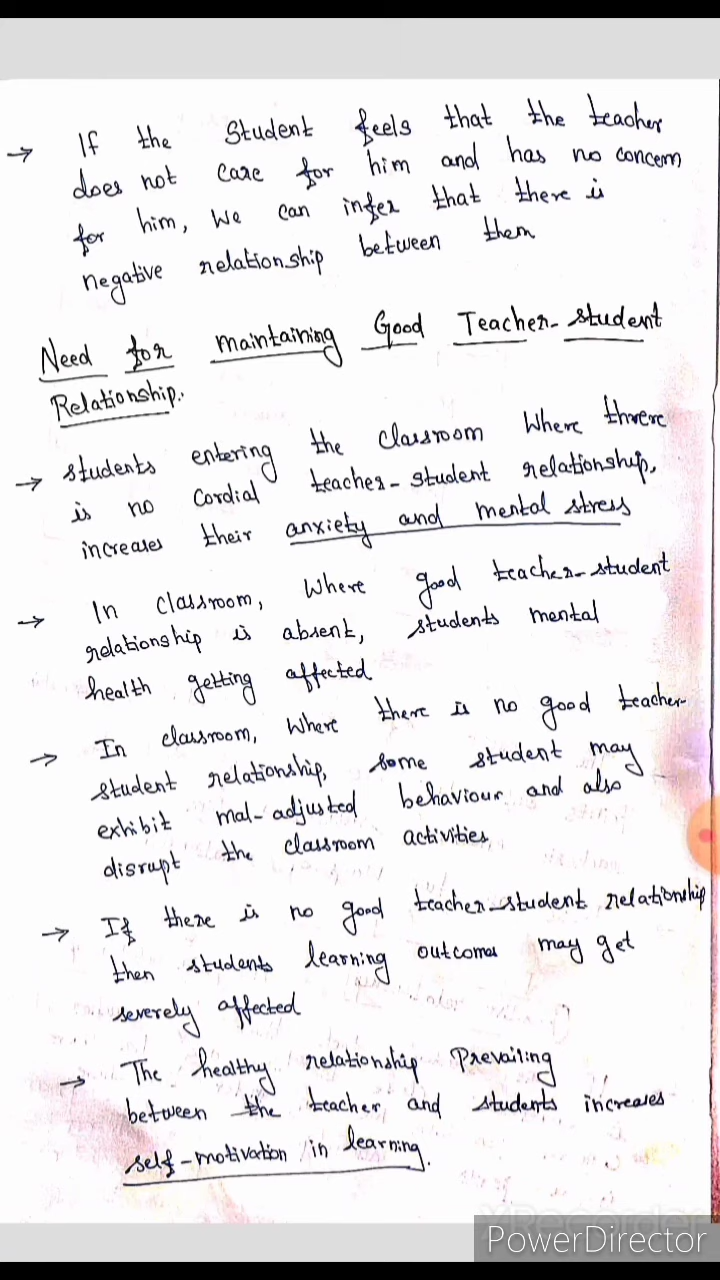 → If the Student feels that the teacher
does not care for him and has no concern
for him, We can infer that there is
negative relationship between them
Need for maintaining Good Teacher-student
Relationship.
→ students entering the classroom Where threre
is no cordial teacher-student relationship,
increases their anxiety and mental stress
→ In classroom, Where good teacher-student
relationship is absent, students mental
health getting affected
→ In classroom, Where there is no good teacher-
student relationship, some student may
exhibit mal-adjusted behaviour and also
disrupt the classroom activities
→ If there is no good teacher-student relationship
then students learning outcomes may get
severely affected
→ The healthy relationship Prevailing
between the teacher and students increases
self-motivation in learning.
XRecorder
PowerDirector